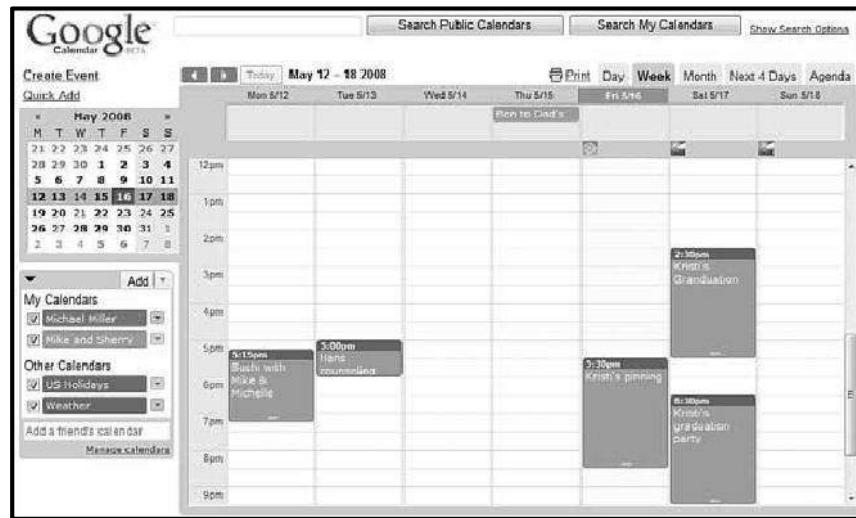 Google
Calendar BETA
Search Public Calendars
Search My Calendars
Show Search Options
Create Event
Quick Add
Today
May 12 - 18 2008
Print
Day
Week
Month
Next 4 Days
Agenda
« May 2008 »
M T W T F S S
21 22 23 24 25 26 27
28 29 30 1 2 3 4
5 6 7 8 9 10 11
12 13 14 15 16 17 18
19 20 21 22 23 24 25
26 27 28 29 30 31 1
2 3 4 5 6 7 8
Add
My Calendars
Michael Miller
Mike and Sherry
Other Calendars
US Holidays
Weather
Add a friend's calendar
Manage calendars
Mon 5/12
Tue 5/13
Wed 5/14
Thu 5/15
Fri 5/16
Sat 5/17
Sun 5/18
Ben to Dad's
12pm
1pm
2pm
3pm
4pm
5pm
6pm
7pm
8pm
9pm
5:15pm
Sushi with
Mike &
Michelle
5:00pm
Hans
counseling
5:30pm
Kristi's pinning
2:30pm
Kristi's
Granduation
6:30pm
Kristi's
graduation
party